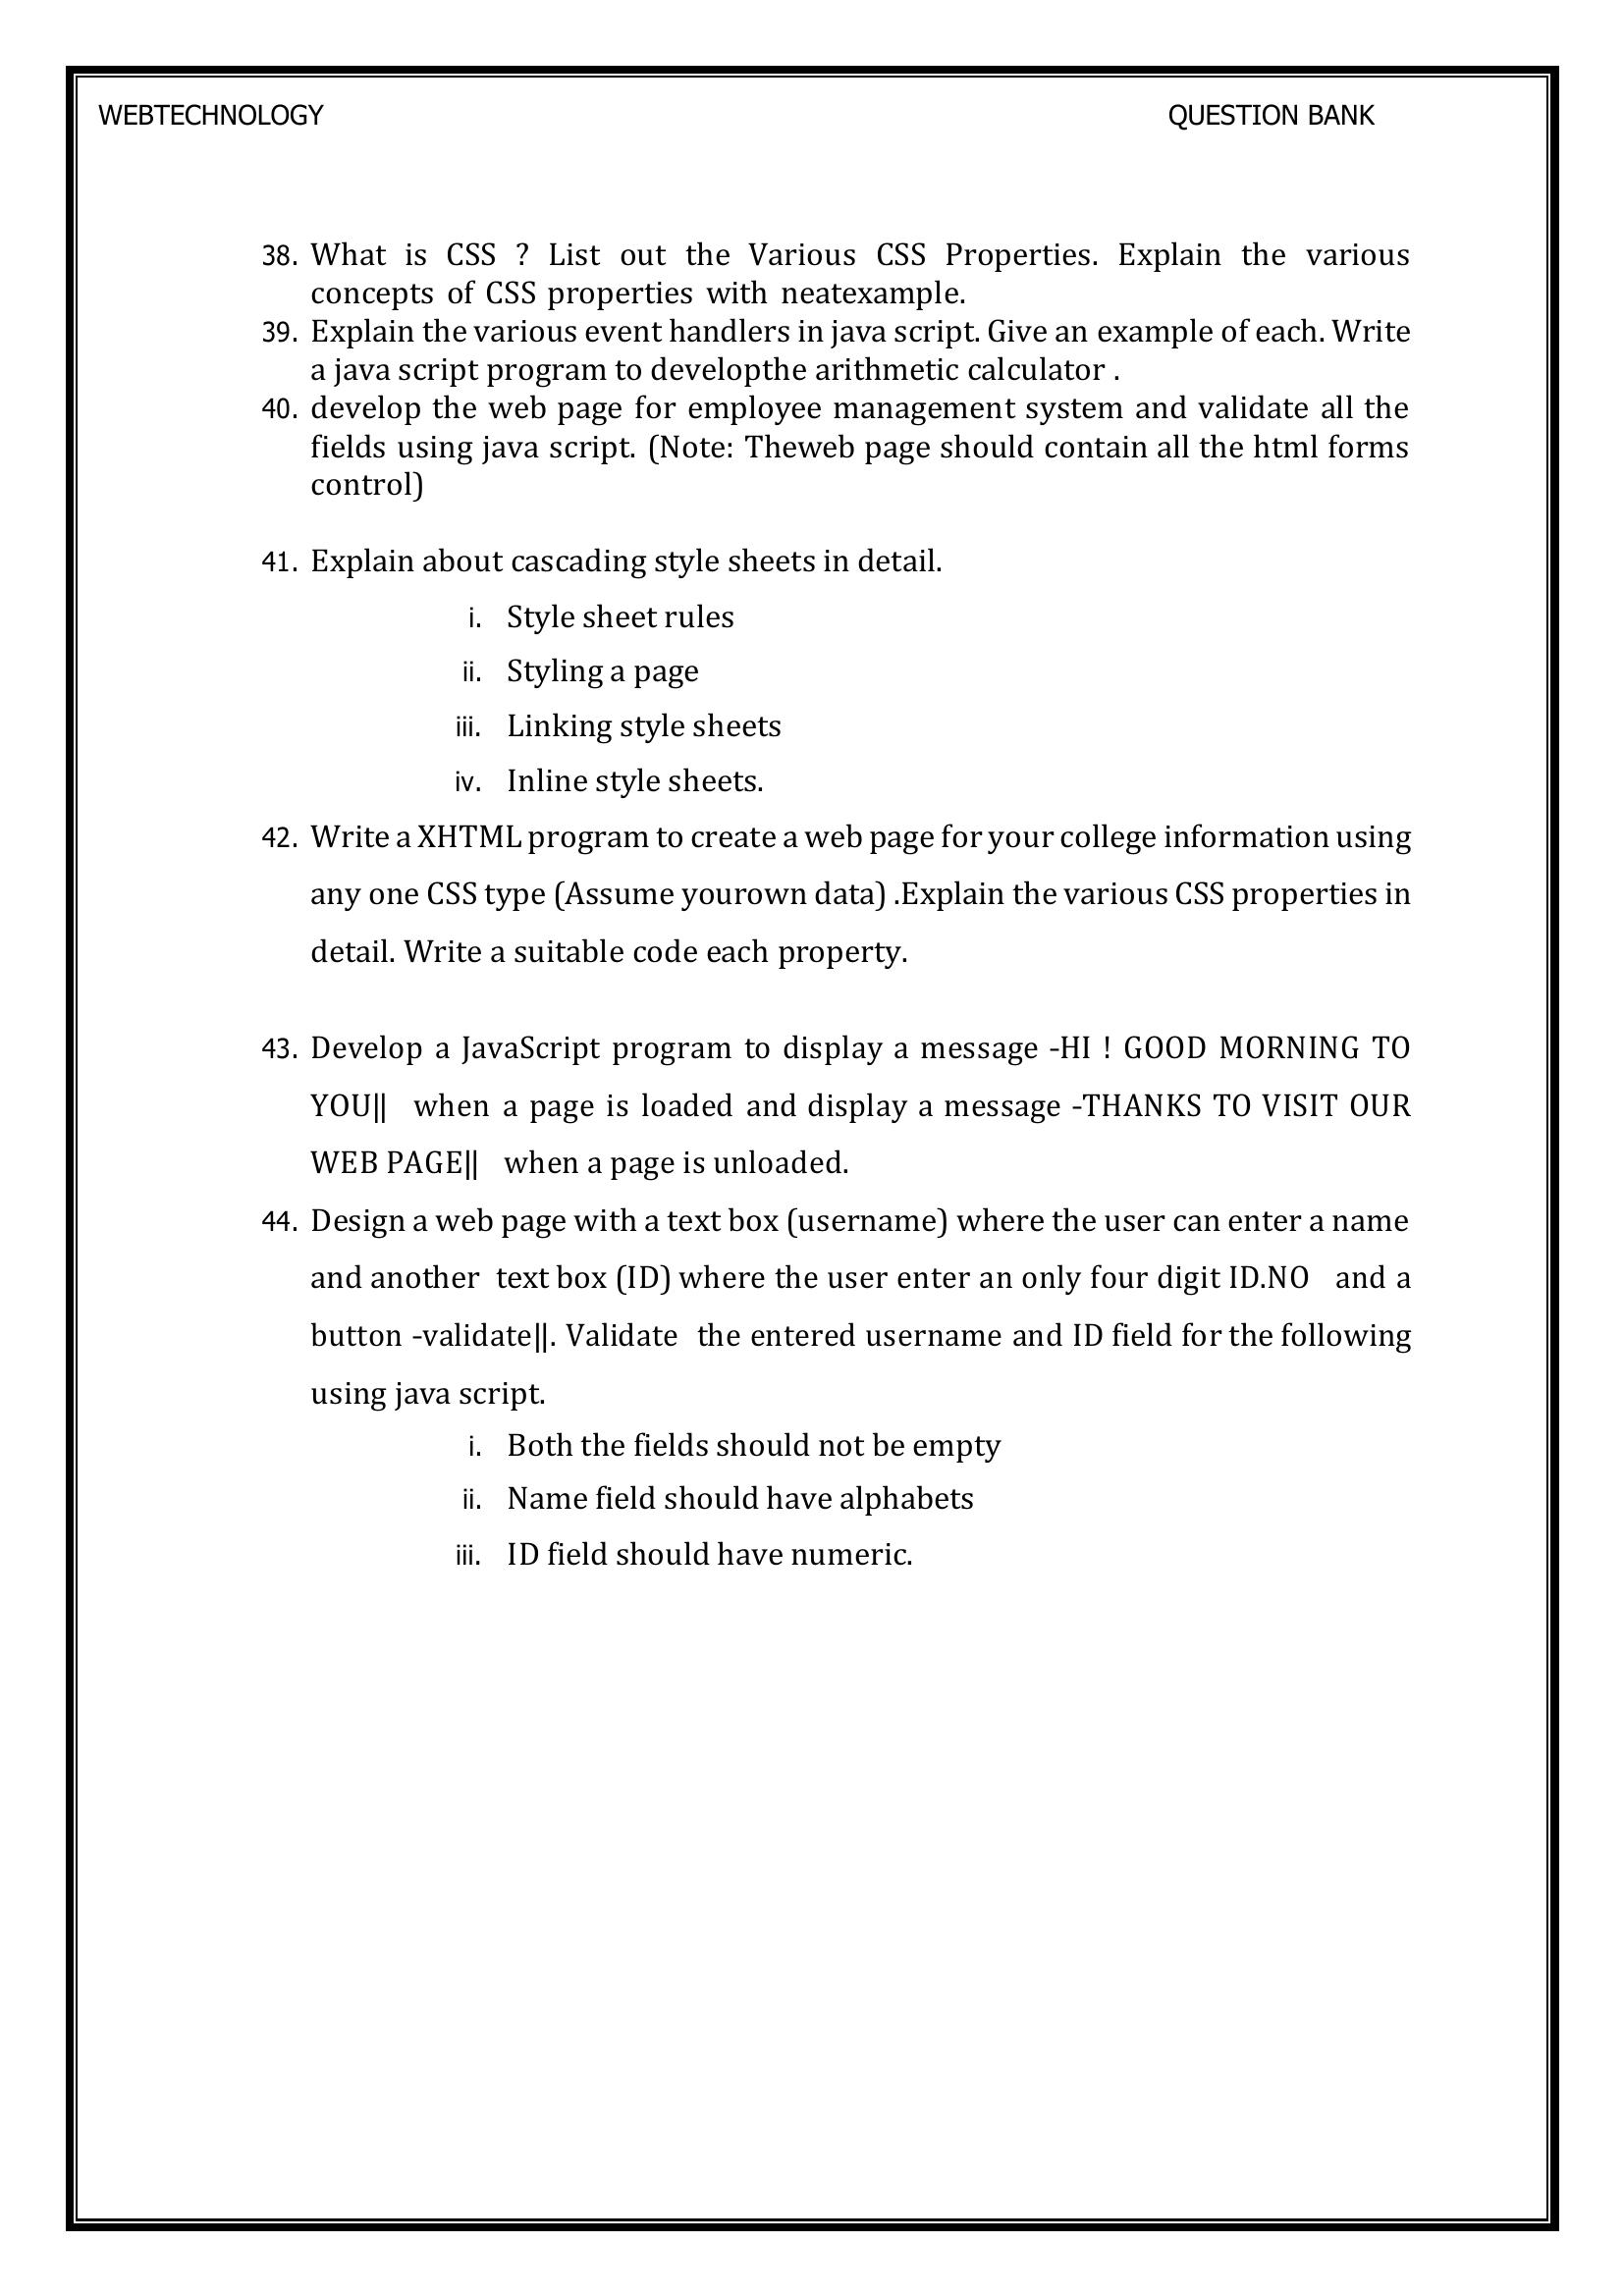 WEBTECHNOLOGY QUESTION BANK
38. What is CSS ? List out the Various CSS Properties. Explain the various
concepts of CSS properties with neatexample.
39. Explain the various event handlers in java script. Give an example of each. Write
a java script program to developthe arithmetic calculator .
40. develop the web page for employee management system and validate all the
fields using java script. (Note: Theweb page should contain all the html forms
control)
41. Explain about cascading style sheets in detail.
i. Style sheet rules
ii. Styling a page
iii. Linking style sheets
iv. Inline style sheets.
42. Write a XHTML program to create a web page for your college information using
any one CSS type (Assume yourown data) .Explain the various CSS properties in
detail. Write a suitable code each property.
43. Develop a JavaScript program to display a message -HI ! GOOD MORNING TO
YOU‖ when a page is loaded and display a message -THANKS TO VISIT OUR
WEB PAGE‖ when a page is unloaded.
44. Design a web page with a text box (username) where the user can enter a name
and another text box (ID) where the user enter an only four digit ID.NO and a
button -validate‖. Validate the entered username and ID field for the following
using java script.
i. Both the fields should not be empty
ii. Name field should have alphabets
iii. ID field should have numeric.